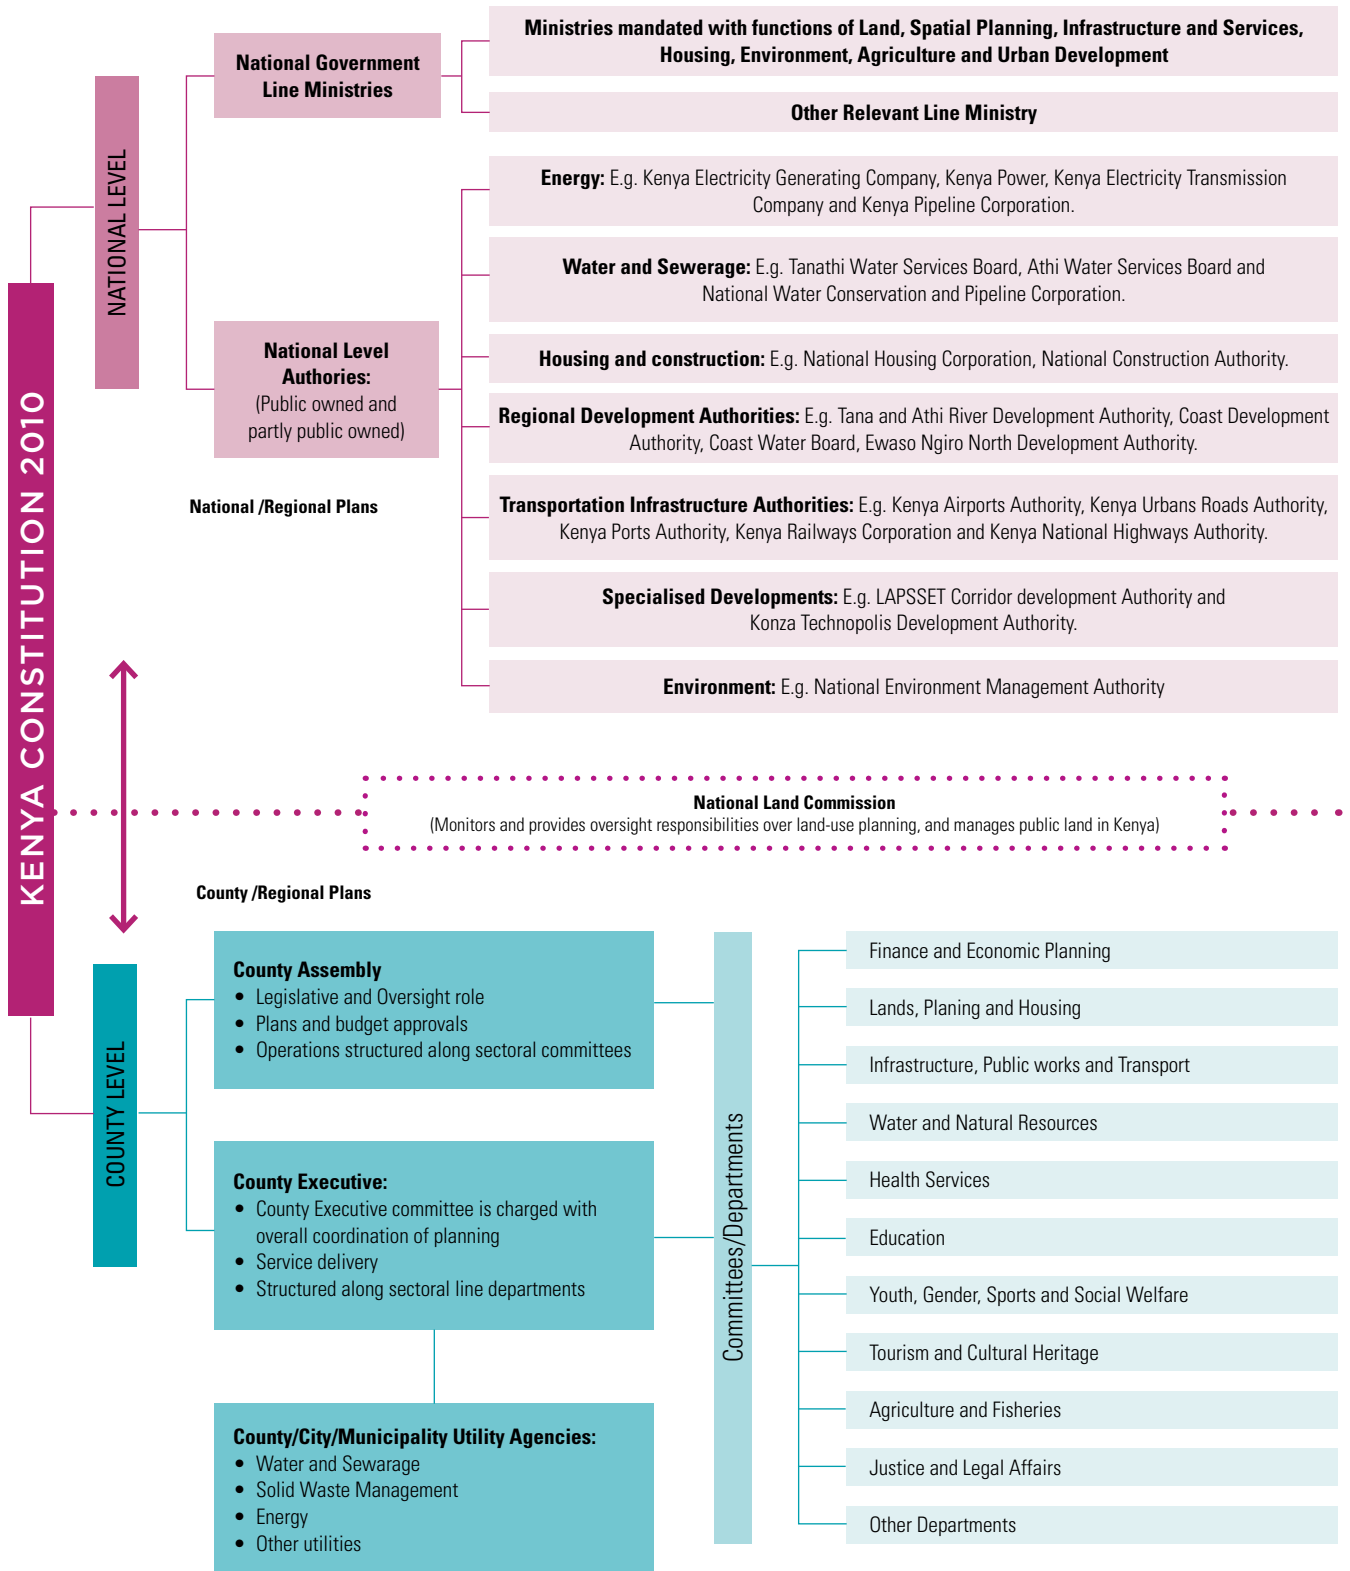 KENYA CONSTITUTION 2010
NATIONAL LEVEL
National Government
Line Ministries
Ministries mandated with functions of Land, Spatial Planning, Infrastructure and Services,
Housing, Environment, Agriculture and Urban Development
Other Relevant Line Ministry
National Level
Authories:
(Public owned and
partly public owned)
Energy: E.g. Kenya Electricity Generating Company, Kenya Power, Kenya Electricity Transmission
Company and Kenya Pipeline Corporation.
Water and Sewerage: E.g. Tanathi Water Services Board, Athi Water Services Board and
National Water Conservation and Pipeline Corporation.
Housing and construction: E.g. National Housing Corporation, National Construction Authority.
Regional Development Authorities: E.g. Tana and Athi River Development Authority, Coast Development
Authority, Coast Water Board, Ewaso Ngiro North Development Authority.
Transportation Infrastructure Authorities: E.g. Kenya Airports Authority, Kenya Urbans Roads Authority,
Kenya Ports Authority, Kenya Railways Corporation and Kenya National Highways Authority.
Specialised Developments: E.g. LAPSSET Corridor development Authority and
Konza Technopolis Development Authority.
Environment: E.g. National Environment Management Authority
National /Regional Plans
National Land Commission
(Monitors and provides oversight responsibilities over land-use planning, and manages public land in Kenya)
County /Regional Plans
COUNTY LEVEL
County Assembly
• Legislative and Oversight role
• Plans and budget approvals
• Operations structured along sectoral committees
County Executive:
• County Executive committee is charged with
overall coordination of planning
• Service delivery
• Structured along sectoral line departments
County/City/Municipality Utility Agencies:
• Water and Sewarage
• Solid Waste Management
• Energy
• Other utilities
Committees/Departments
Finance and Economic Planning
Lands, Planing and Housing
Infrastructure, Public works and Transport
Water and Natural Resources
Health Services
Education
Youth, Gender, Sports and Social Welfare
Tourism and Cultural Heritage
Agriculture and Fisheries
Justice and Legal Affairs
Other Departments